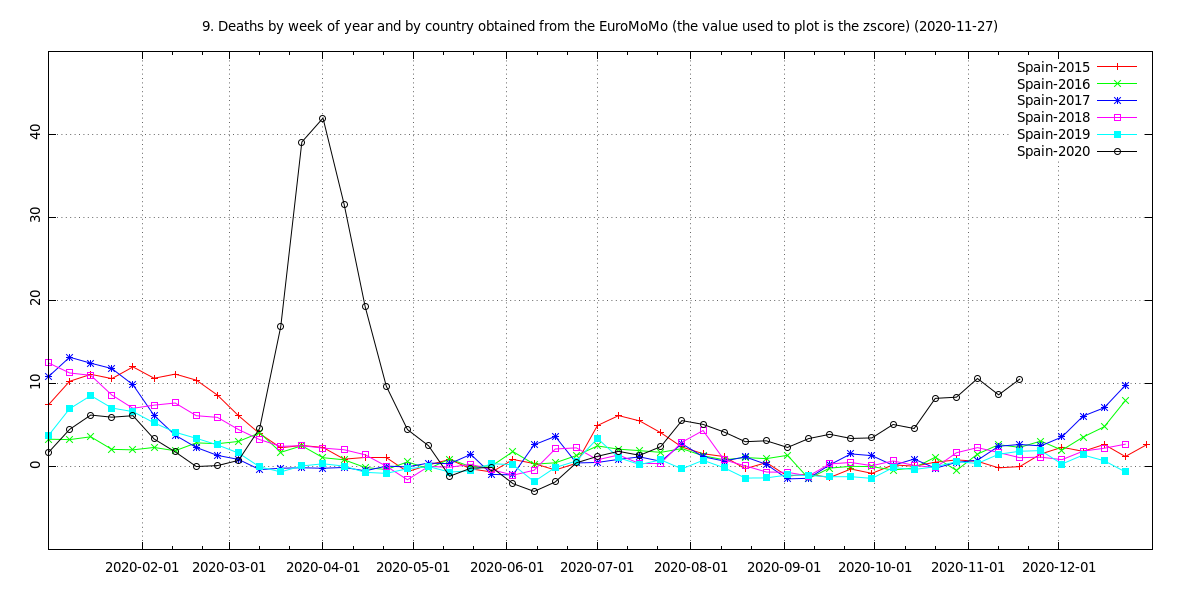 9. Deaths by week of year and by country obtained from the EuroMoMo (the value used to plot is the zscore) (2020-11-27)
Spain-2015
Spain-2016
Spain-2017
Spain-2018
Spain-2019
Spain-2020
40
30
20
10
0
2020-02-01 2020-03-01 2020-04-01 2020-05-01 2020-06-01 2020-07-01 2020-08-01 2020-09-01 2020-10-01 2020-11-01 2020-12-01